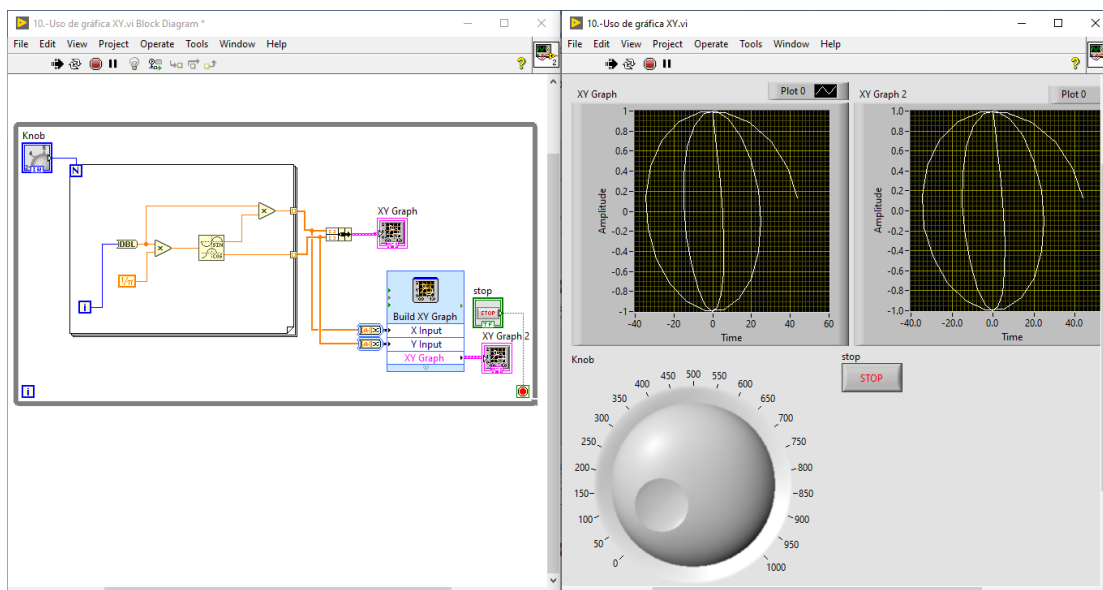 10.-Uso de gráfica XY.vi Block Diagram *
File Edit View Project Operate Tools Window Help
2
Knob
N
DBL
SIN
COS
1/π
i
XY Graph
Build XY Graph
X Input
Y Input
XY Graph
stop
STOP
TF
XY Graph 2
i
10.-Uso de gráfica XY.vi
File Edit View Project Operate Tools Window Help
2
XY Graph
Plot 0
Amplitude
1
0.8
0.6
0.4
0.2
0
-0.2
-0.4
-0.6
-0.8
-1
-40 -20 0 20 40 60
Time
XY Graph 2
Plot 0
Amplitude
1.0
0.8
0.6
0.4
0.2
0.0
-0.2
-0.4
-0.6
-0.8
-1.0
-40.0 -20.0 0.0 20.0 40.0
Time
Knob
0 50 100 150 200 250 300 350 400 450 500 550 600 650 700 750 800 850 900 950 1000
stop
STOP